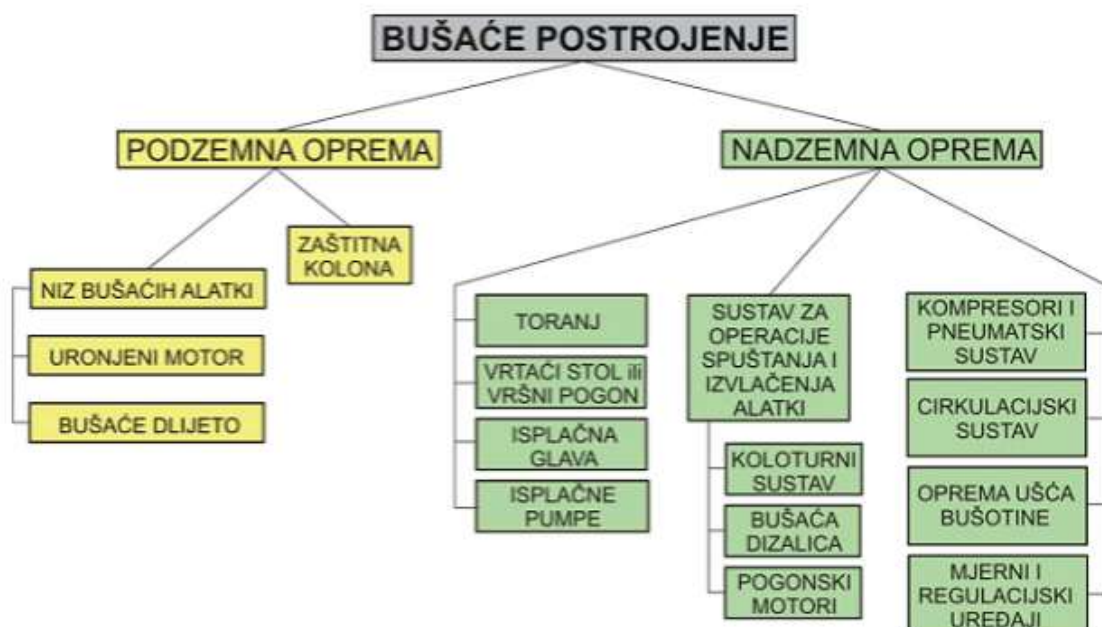 BUŠAĆE POSTROJENJE
PODZEMNA OPREMA
NADZEMNA OPREMA
ZAŠTITNA
KOLONA
NIZ BUŠAĆIH ALATKI
URONJENI MOTOR
BUŠAĆE DLIJETO
TORANJ
VRTAĆI STOL ili
VRŠNI POGON
ISPLAČNA
GLAVA
ISPLAČNE
PUMPE
SUSTAV ZA
OPERACIJE
SPUŠTANJA I
IZVLAČENJA
ALATKI
KOLOTURNI
SUSTAV
BUŠAĆA
DIZALICA
POGONSKI
MOTORI
KOMPRESORI I
PNEUMATSKI
SUSTAV
CIRKULACIJSKI
SUSTAV
OPREMA UŠĆA
BUŠOTINE
MJERNI I
REGULACIJSKI
UREĐAJI